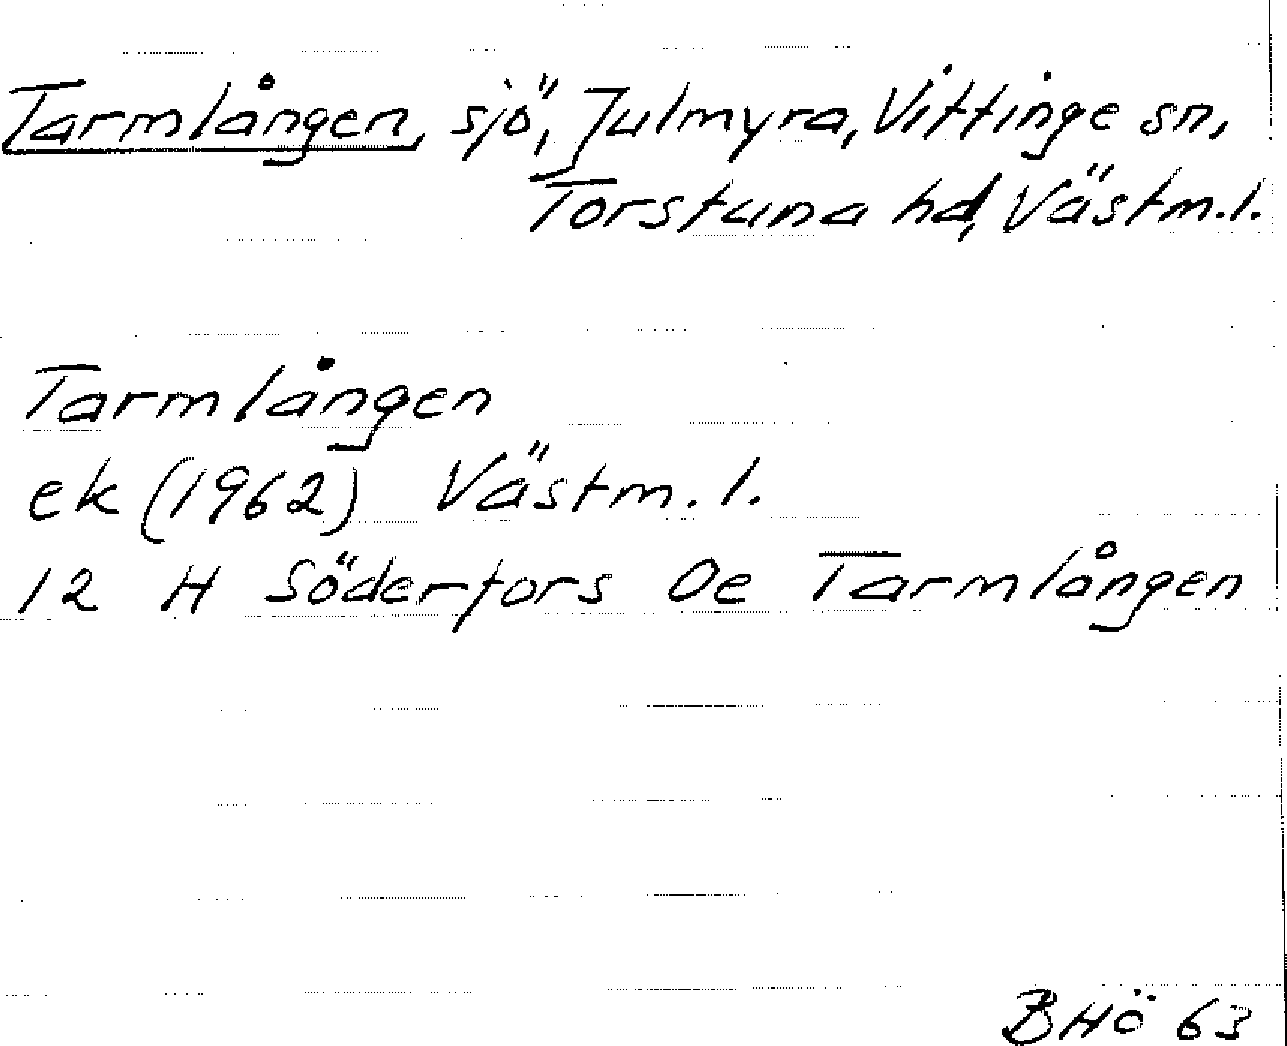 Tarmlången, sjö, Julmyra, Vittinge sn,
Torstuna hd, Västm.l.
Tarmlången
ek (1962) Västm.l.
12 H Söderfors Oe Tarmlången
BHö 63